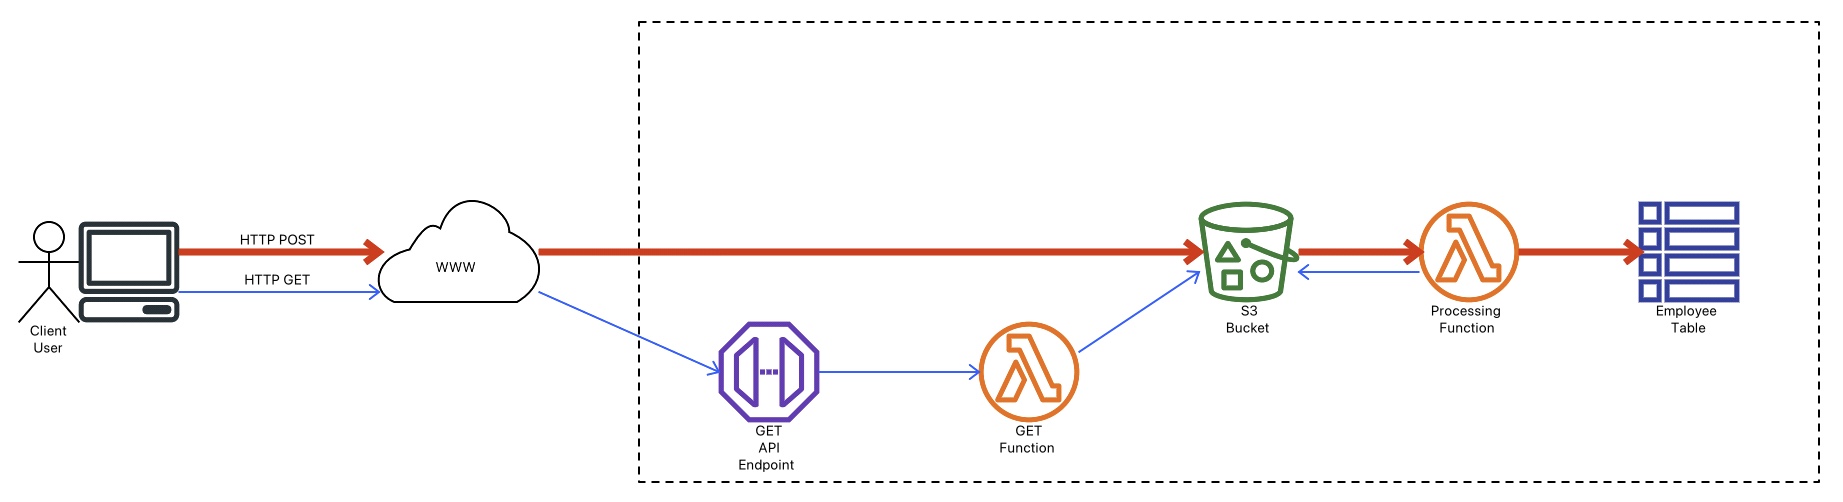 HTTP POST
HTTP GET
WWW
Client
User
GET
API
Endpoint
GET
Function
S3
Bucket
Processing
Function
Employee
Table